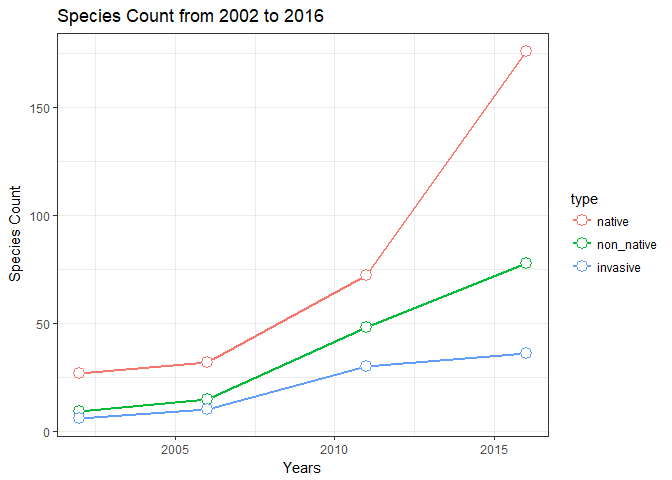 Species Count from 2002 to 2016
Species Count
150
100
50
0
2005
2010
2015
Years
type
native
non_native
invasive